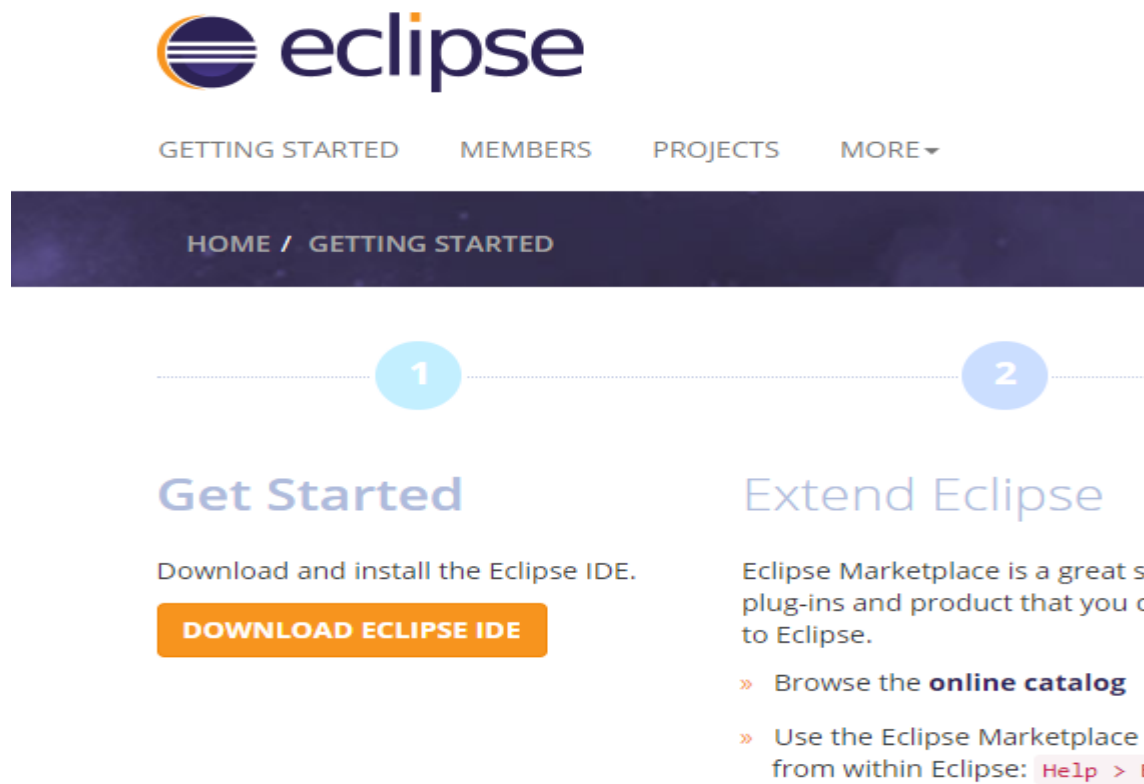 eclipse
GETTING STARTED MEMBERS PROJECTS MORE
HOME / GETTING STARTED
1
2
Get Started
Download and install the Eclipse IDE.
DOWNLOAD ECLIPSE IDE
Extend Eclipse
Eclipse Marketplace is a great
plug-ins and product that you
to Eclipse.
» Browse the online catalog
» Use the Eclipse Marketplace
from within Eclipse: Help >